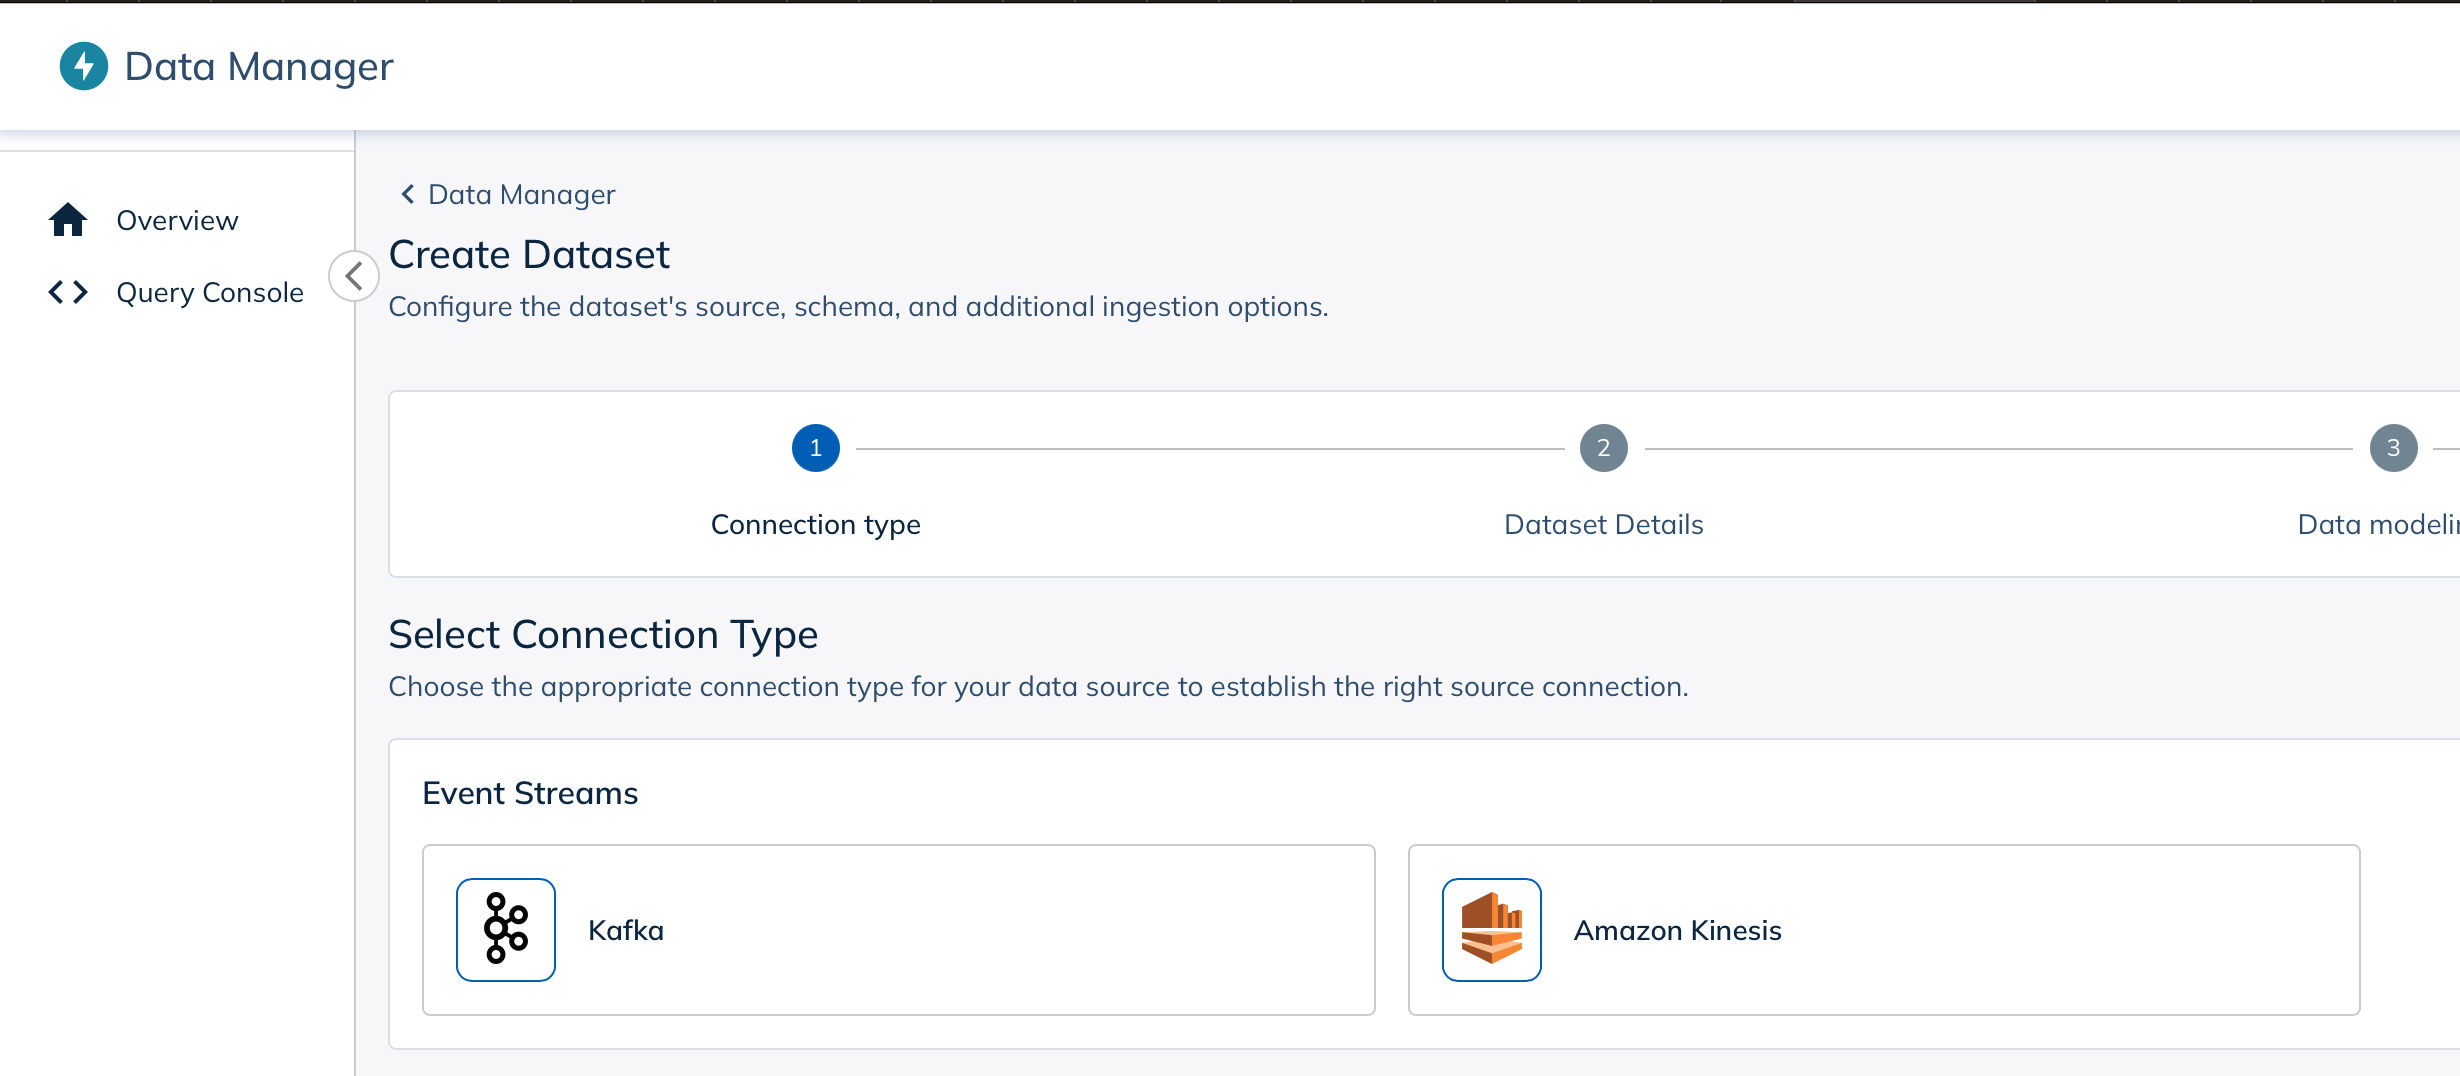 Data Manager
Overview
Query Console
Data Manager
Create Dataset
Configure the dataset's source, schema, and additional ingestion options.
1
2
3
Connection type
Dataset Details
Data
Select Connection Type
Choose the appropriate connection type for your data source to establish the right source connection.
Event Streams
Kafka
Amazon Kinesis